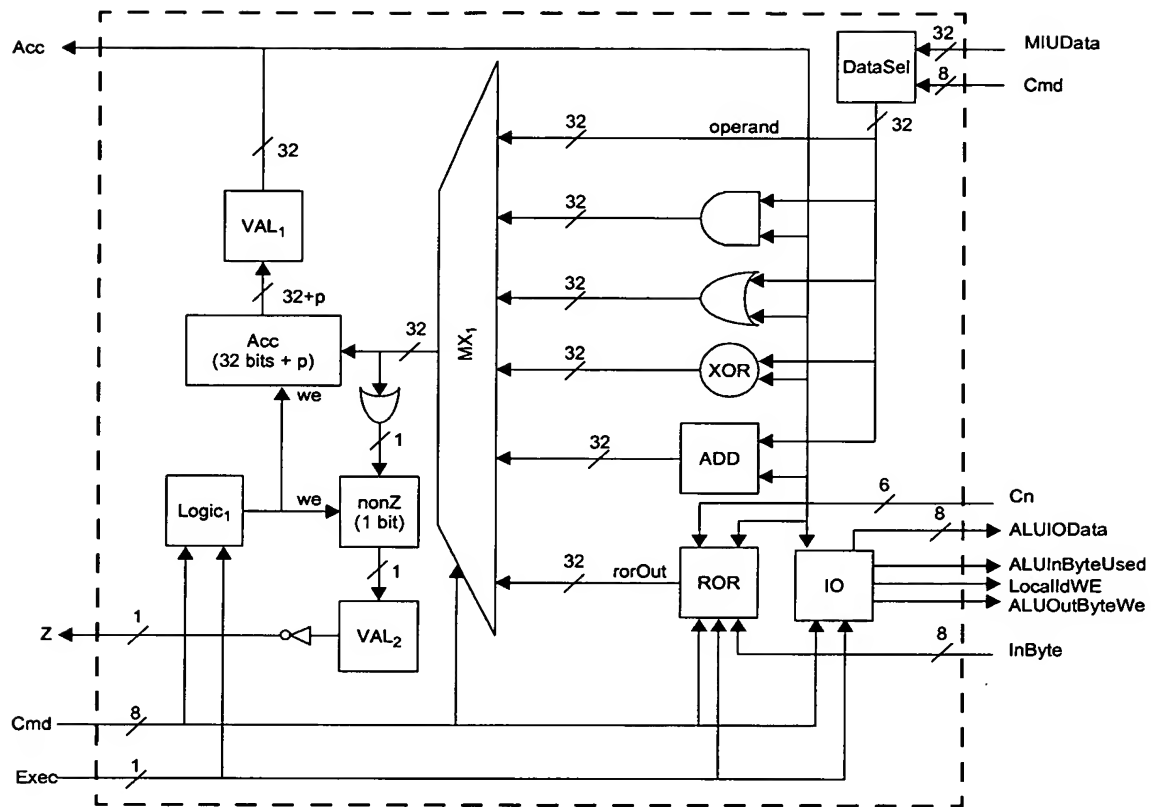 Acc
32
MIUData
DataSel
8
Cmd
32
32
operand
32
32
VAL1
32
32+p
Acc
(32 bits + p)
32
MX1
32
XOR
we
1
32
ADD
Logic1
we
nonZ
(1 bit)
6
Cn
8
ALUIOData
1
32
rorOut
ROR
IO
ALUInByteUsed
LocalIdWE
ALUOutByteWe
Z
1
VAL2
8
InByte
Cmd
8
Exec
1